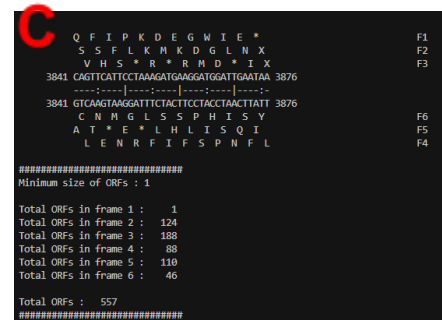 C
Q F I P K D E G W I E * F1
S S F L K M K D G L N X F2
V H S * R * R M D * I X F3
3841 CAGTTCATTCCTAAAGATGAAGGATGGATTGAATAA 3876
----:----|----:----|----:----|----:-
3841 GTCAAGTAAGGATTTCTACTTCCTACCTAACTTATT 3876
C N M G L S S P H I S Y F6
A T * E * L H L I S Q I F5
L E N R F I F S P N F L F4
##############################
Minimum size of ORFs : 1
Total ORFs in frame 1 : 1
Total ORFs in frame 2 : 124
Total ORFs in frame 3 : 188
Total ORFs in frame 4 : 88
Total ORFs in frame 5 : 110
Total ORFs in frame 6 : 46
Total ORFs : 557
##############################